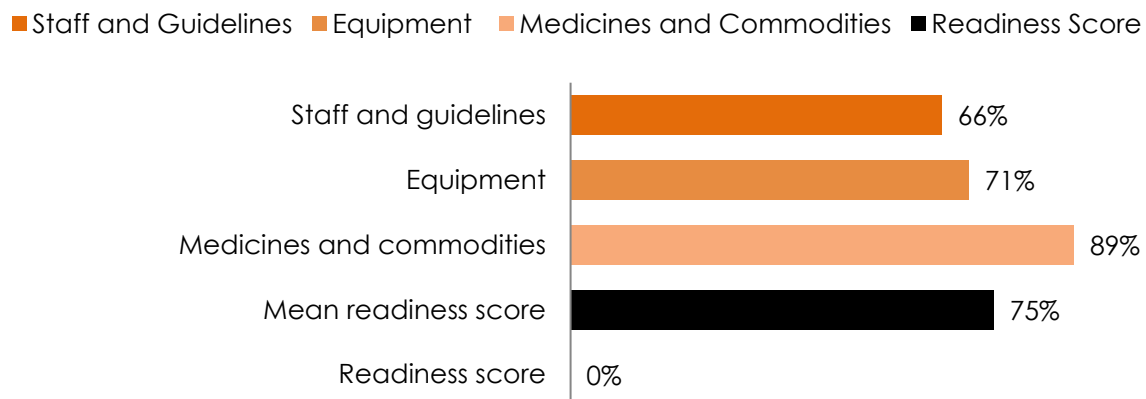 Staff and Guidelines Equipment Medicines and Commodities Readiness Score
Staff and guidelines 66%
Equipment 71%
Medicines and commodities 89%
Mean readiness score 75%
Readiness score 0%